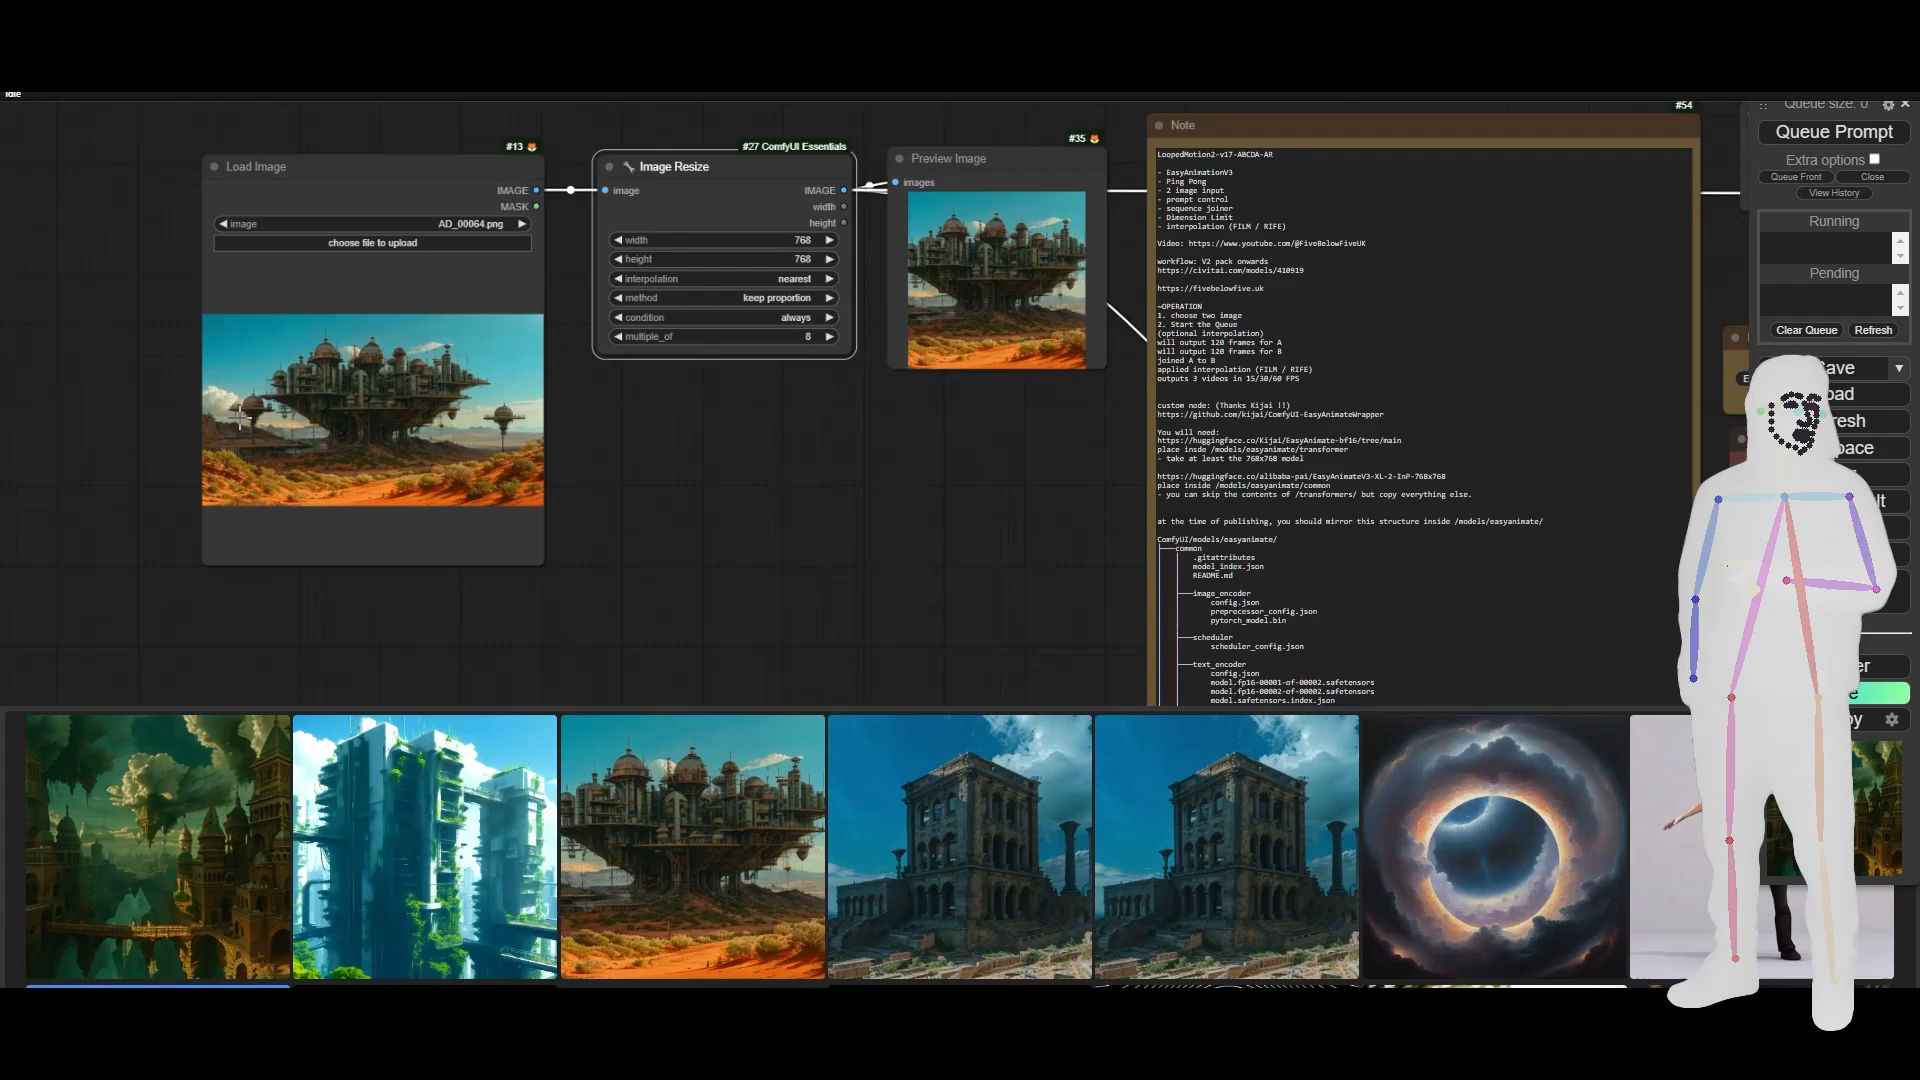 Idle
#13
Load Image
IMAGE
MASK
image AD_00064.png
choose file to upload
#27 ComfyUI Essentials
Image Resize
image IMAGE
width
height
width 768
height 768
interpolation nearest
method keep proportion
condition always
multiple_of 8
#35
Preview Image
images
#54
Note
LoopedMotion2-v17-ABCDA-AR
- EasyAnimationV3
- Ping Pong
- 2 image input
- prompt control
- sequence joiner
- Dimension Limit
- interpolation (FILM / RIFE)
Video: https://www.youtube.com/@FiveBelowFiveUK
workflow: V2 pack onwards
https://civitai.com/models/410919
https://fivebelowfive.uk
~OPERATION
1. choose two image
2. Start the Queue
(optional interpolation)
will output 120 frames for A
will output 120 frames for B
joined A to B
applied interpolation (FILM / RIFE)
outputs 3 videos in 15/30/60 FPS
custom node: (Thanks Kijai !!)
https://github.com/kijai/ComfyUI-EasyAnimateWrapper
You will need:
https://huggingface.co/Kijai/EasyAnimate-bf16/tree/main
place insde /models/easyanimate/transformer
- take at least the 768x768 model
https://huggingface.co/alibaba-pai/EasyAnimateV3-XL-2-InP-768x768
place inside /models/easyanimate/common
- you can skip the contents of /transformers/ but copy everything else.
at the time of publishing, you should mirror this structure inside /models/easyanimate/
ComfyUI/models/easyanimate/
common
.gitattributes
model_index.json
README.md
image_encoder
config.json
preprocessor_config.json
pytorch_model.bin
scheduler
scheduler_config.json
text_encoder
config.json
model.fp16-00001-of-00002.safetensors
model.fp16-00002-of-00002.safetensors
model.safetensors.index.json
Queue size: 0
Queue Prompt
Extra options
Queue Front Close
View History
Running
Pending
Clear Queue Refresh
ave
oad
resh
pace
lt
er
e
oy